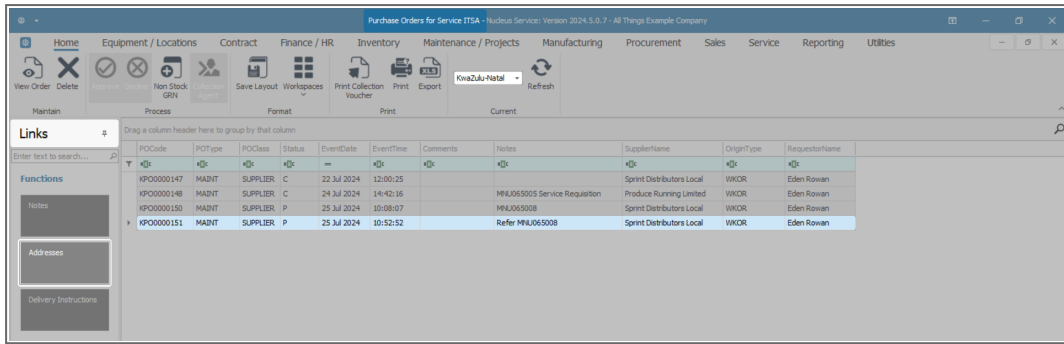 Purchase Orders for Service ITSA - Nucleus Service: Version 2024.5.0.7 - All Things Example Company
Home Equipment / Locations Contract Finance / HR Inventory Maintenance / Projects Manufacturing Procurement Sales Service Reporting Utilities
View Order Delete Approve Decline Non Stock GRN Collection Agent Save Layout Workspaces Print Collection Voucher Print Export KwaZulu-Natal Refresh
Maintain Process Format Print Current
Links
Drag a column header here to group by that column
Enter text to search...
POCode POType POClass Status EventDate EventTime Comments Notes SupplierName OriginType RequestorName
Functions
KPO0000147 MAINT SUPPLIER C 22 Jul 2024 12:00:25 Sprint Distributors Local WKOR Eden Rowan
KPO0000148 MAINT SUPPLIER C 24 Jul 2024 14:42:16 MNU065005 Service Requisition Produce Running Limited WKOR Eden Rowan
KPO0000150 MAINT SUPPLIER P 25 Jul 2024 10:08:07 MNU065008 Sprint Distributors Local WKOR Eden Rowan
KPO0000151 MAINT SUPPLIER P 25 Jul 2024 10:52:52 Refer MNU065008 Sprint Distributors Local WKOR Eden Rowan
Notes
Addresses
Delivery Instructions